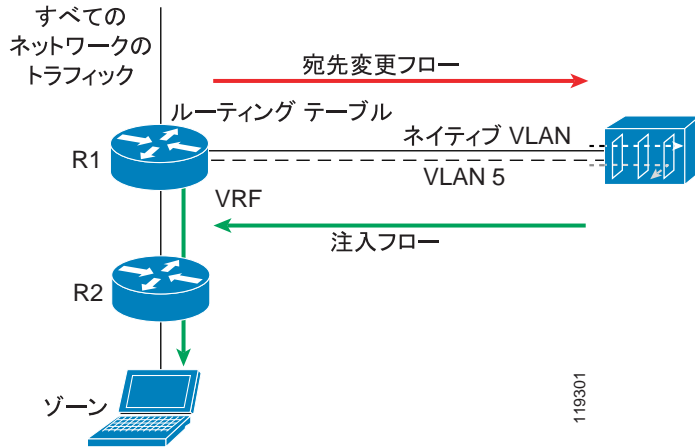 すべての
ネットワークの
トラフィック
宛先変更フロー
ルーティング テーブル
ネイティブ VLAN
R1
VLAN 5
VRF
注入フロー
R2
ゾーン
119301